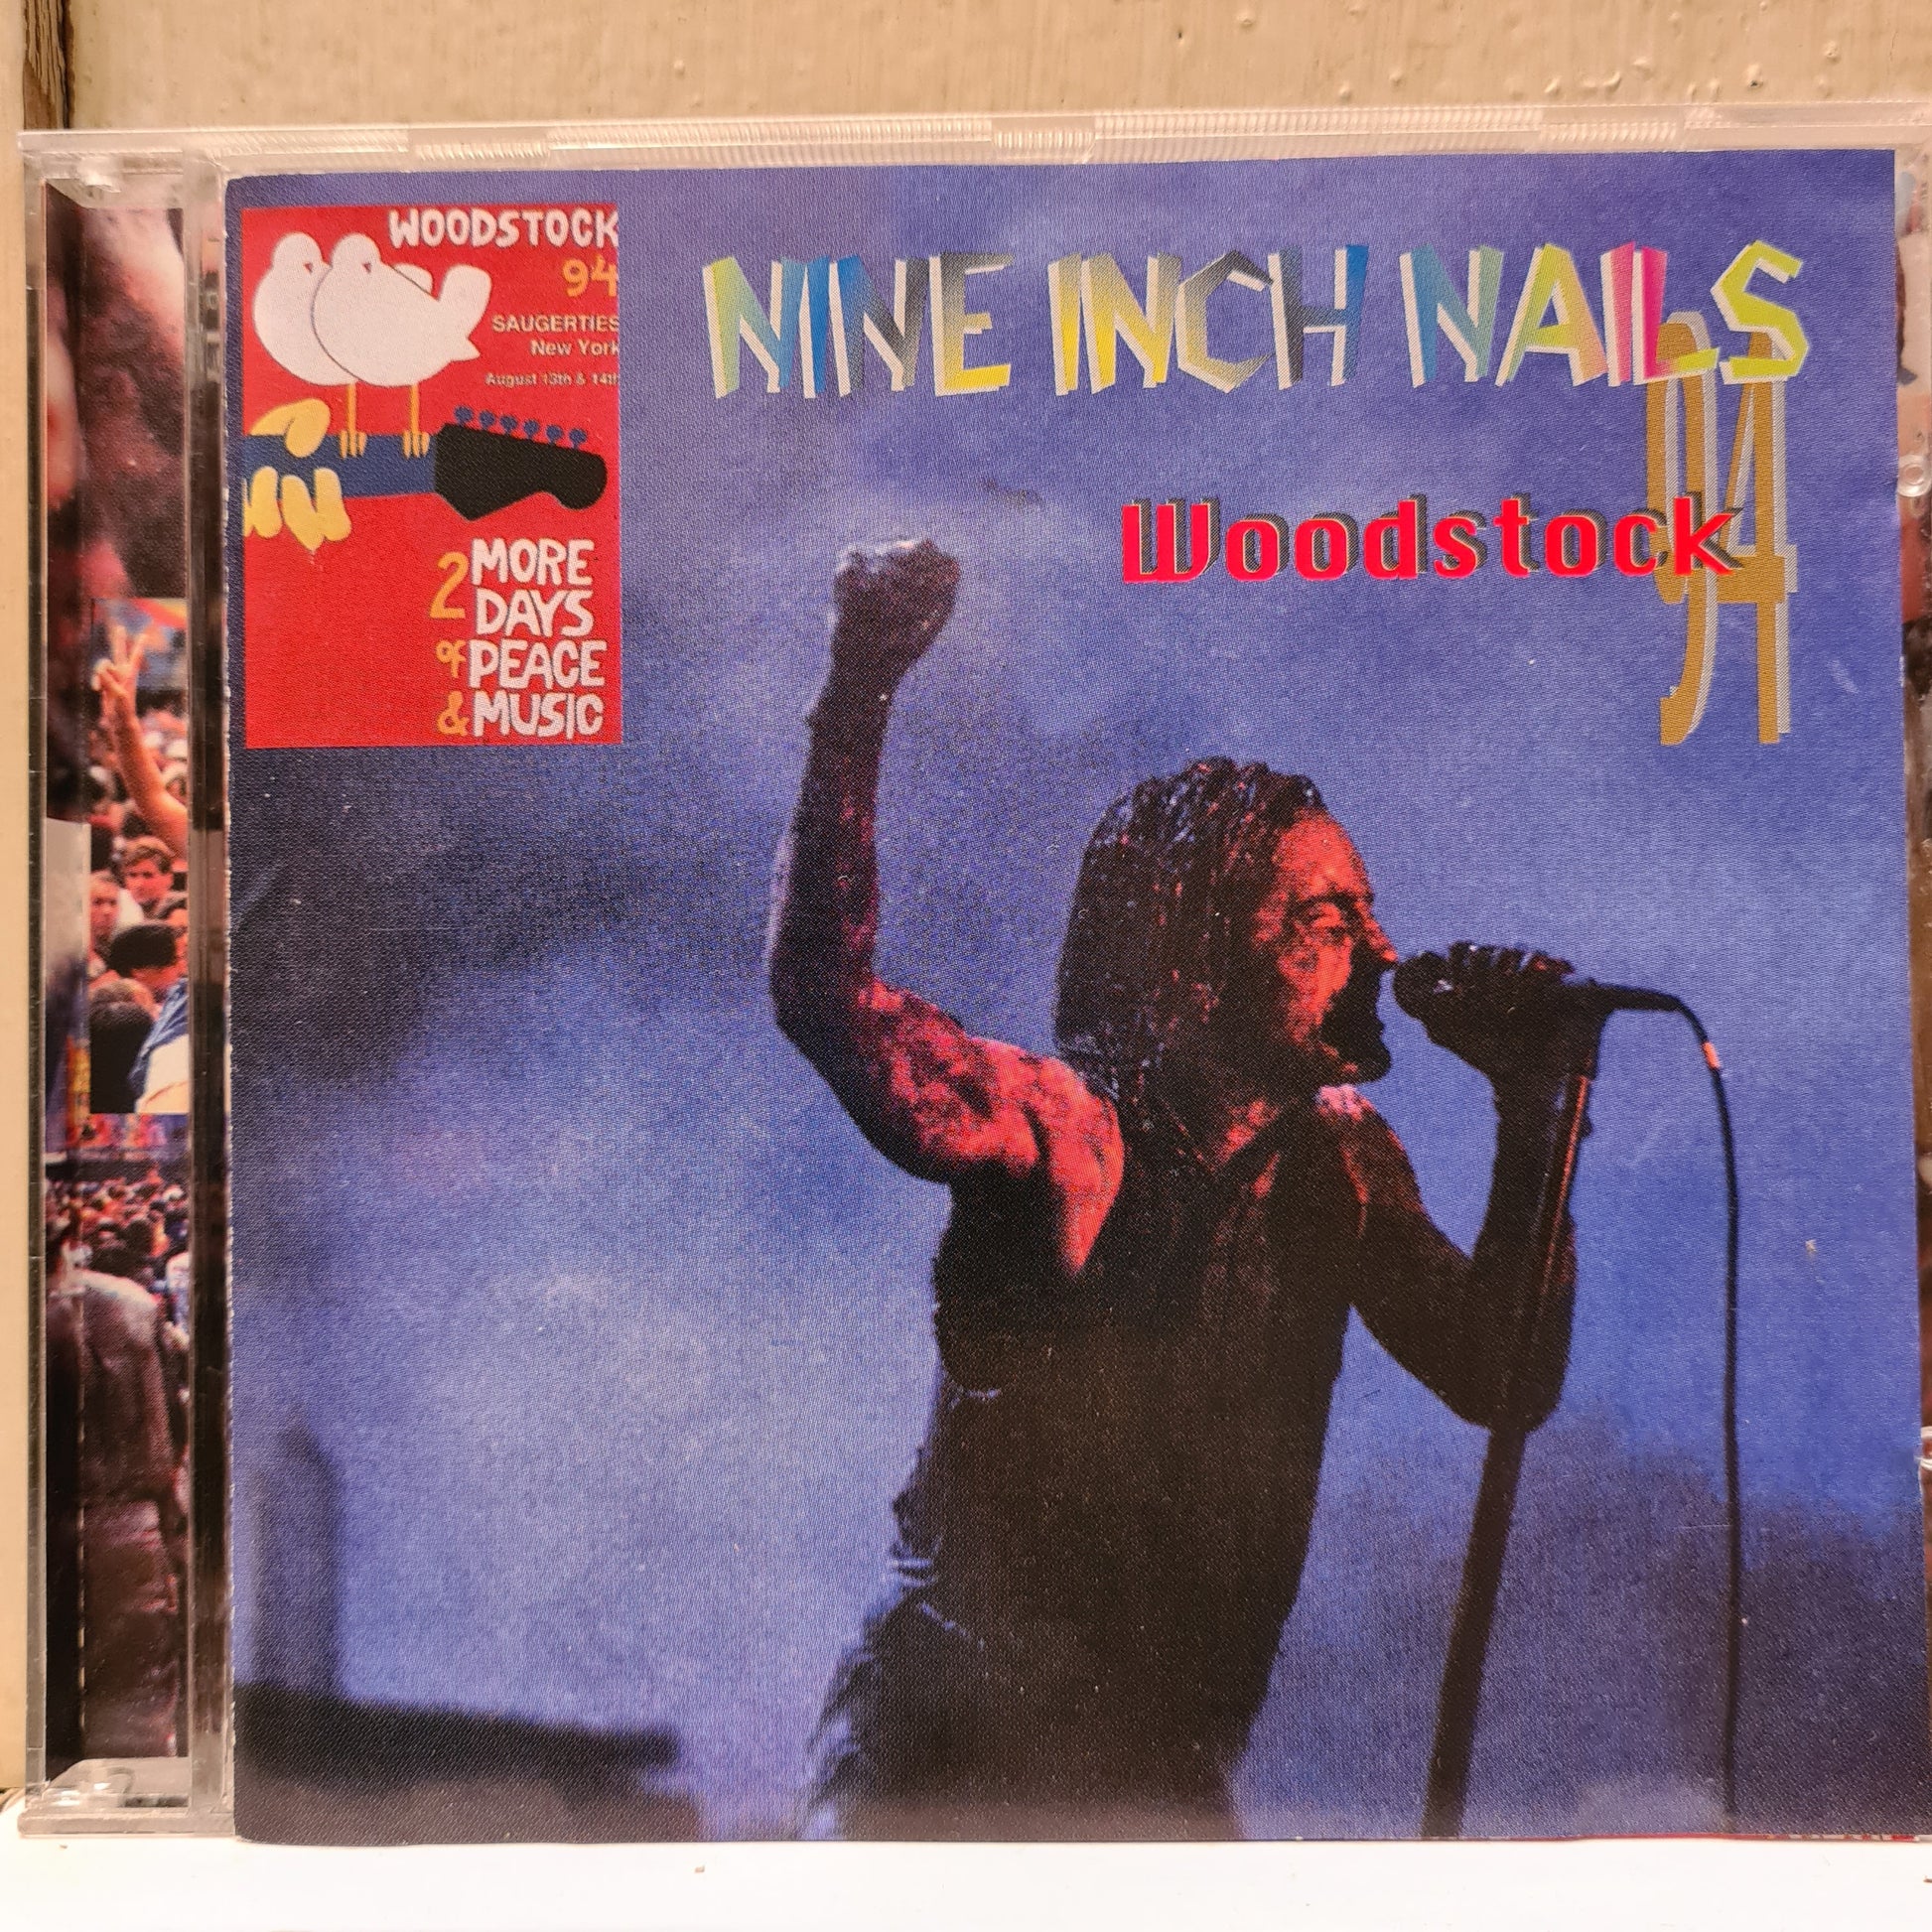 WOODSTOCK
94
SAUGERTIES
New York
August 13th & 14th
2 MORE
DAYS
of PEACE
& MUSIC
NINE INCH NAILS
Woodstock
94